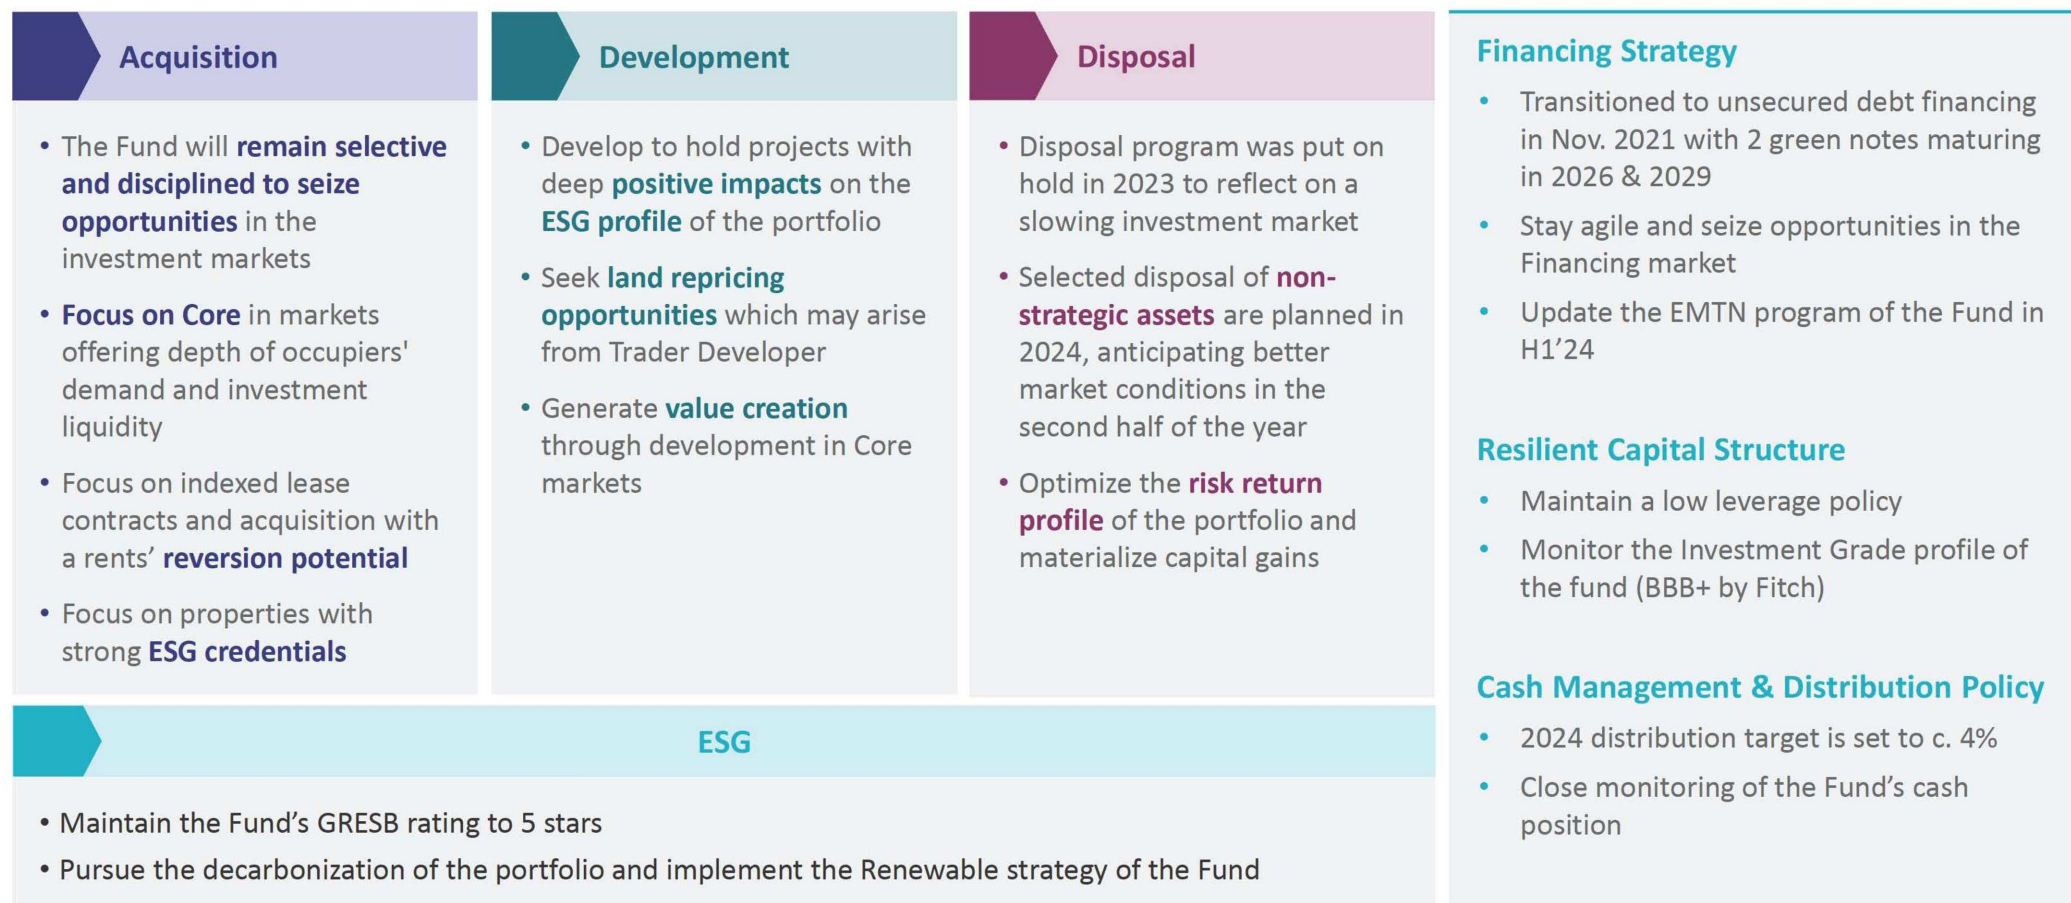 Acquisition
• The Fund will remain selective
and disciplined to seize
opportunities in the
investment markets
• Focus on Core in markets
offering depth of occupiers'
demand and investment
liquidity
• Focus on indexed lease
contracts and acquisition with
a rents’ reversion potential
• Focus on properties with
strong ESG credentials
Development
• Develop to hold projects with
deep positive impacts on the
ESG profile of the portfolio
• Seek land repricing
opportunities which may arise
from Trader Developer
• Generate value creation
through development in Core
markets
Disposal
• Disposal program was put on
hold in 2023 to reflect on a
slowing investment market
• Selected disposal of non-
strategic assets are planned in
2024, anticipating better
market conditions in the
second half of the year
• Optimize the risk return
profile of the portfolio and
materialize capital gains
ESG
• Maintain the Fund’s GRESB rating to 5 stars
• Pursue the decarbonization of the portfolio and implement the Renewable strategy of the Fund
Financing Strategy
• Transitioned to unsecured debt financing
in Nov. 2021 with 2 green notes maturing
in 2026 & 2029
• Stay agile and seize opportunities in the
Financing market
• Update the EMTN program of the Fund in
H1’24
Resilient Capital Structure
• Maintain a low leverage policy
• Monitor the Investment Grade profile of
the fund (BBB+ by Fitch)
Cash Management & Distribution Policy
• 2024 distribution target is set to c. 4%
• Close monitoring of the Fund’s cash
position